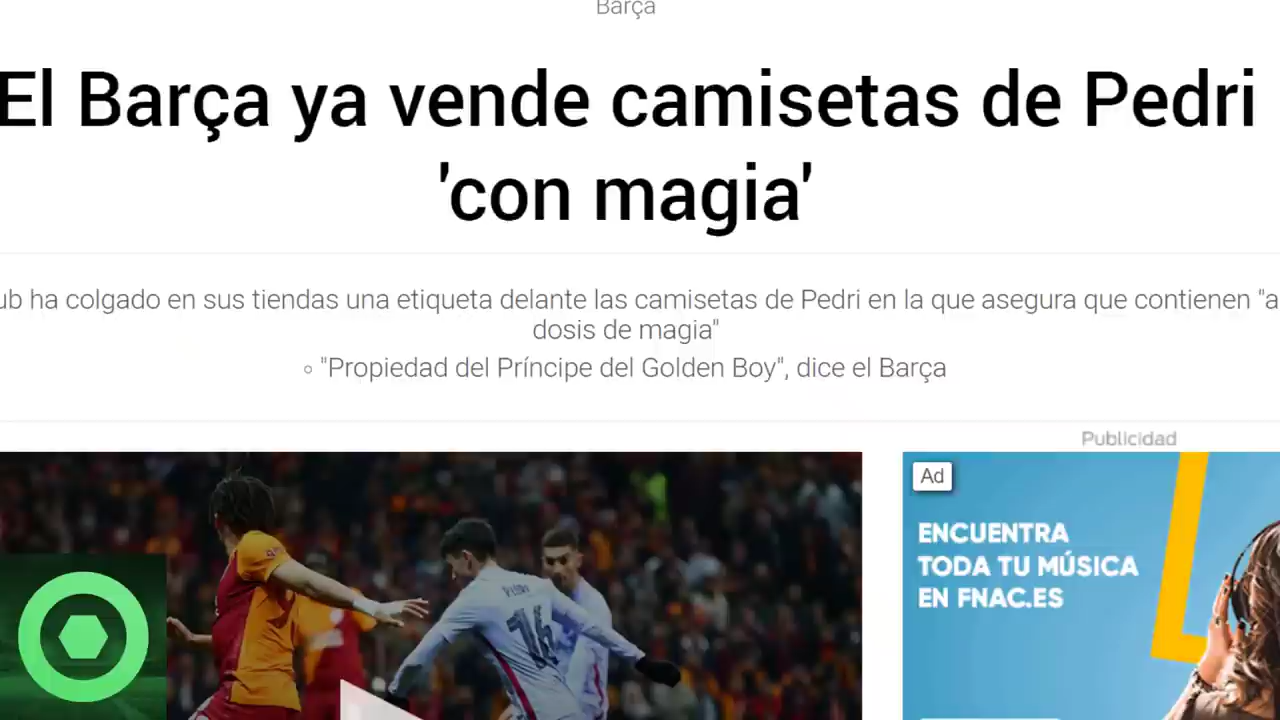 Barça
El Barça ya vende camisetas de Pedri
'con magia'
ub ha colgado en sus tiendas una etiqueta delante las camisetas de Pedri en la que asegura que contienen "a
dosis de magia"
"Propiedad del Príncipe del Golden Boy", dice el Barça
Publicidad
Ad
ENCUENTRA
TODA TU MÚSICA
EN FNAC.ES
PEDRI
16